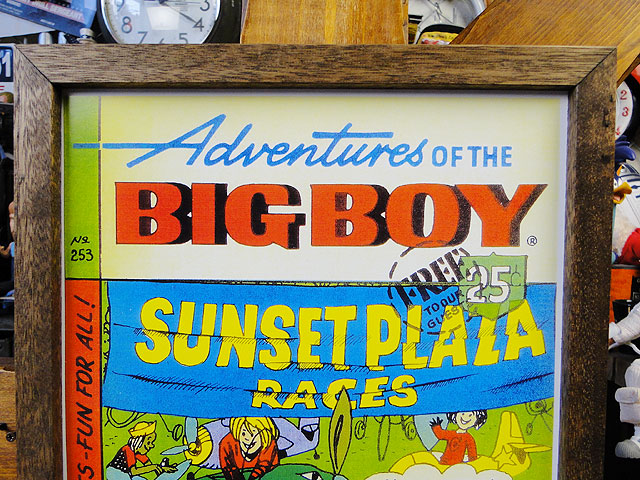 Adventures OF THE
BIG BOY®
No.
253
FREE
TO OUR
GUESTS
25¢
SUNSET PLAZA
RACES
S-FUN FOR ALL!